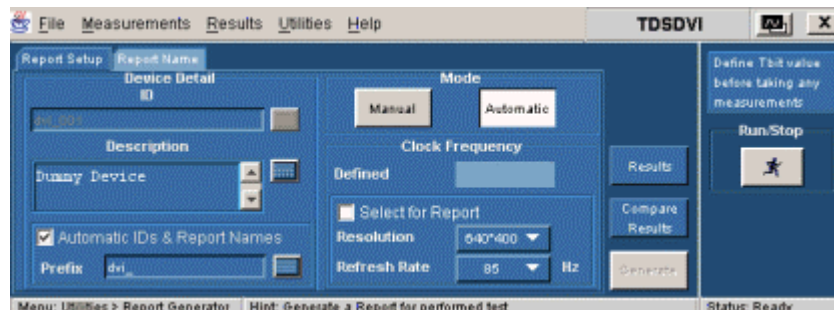 File Measurements Results Utilities Help TDSDVI X
Report Setup Report Name
Device Detail
ID
dvi_001
Description
Dummy Device
Automatic IDs & Report Names
Prefix dvi_
Mode
Manual Automatic
Clock Frequency
Defined
Select for Report
Resolution 640*400
Refresh Rate 85 Hz
Results
Compare
Results
Generate
Define Tbit value
before taking any
measurements
Run/Stop
Menu: Utilities > Report Generator Hint: Generate a Report for performed test Status: Ready